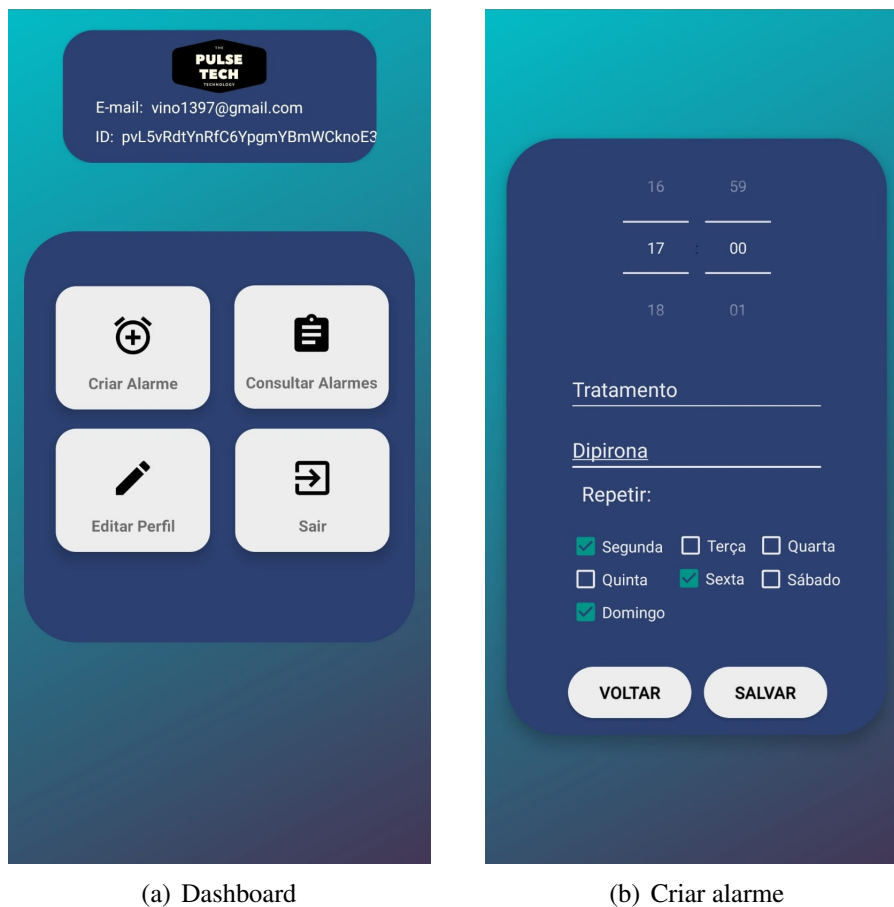 THE
PULSE
TECH
TECHNOLOGY
E-mail: vino1397@gmail.com
ID: pvL5vRdtYnRfC6YpgmYBmWCknoE3
Criar Alarme
Consultar Alarmes
Editar Perfil
Sair
(a) Dashboard
16 59
17 : 00
18 01
Tratamento
Dipirona
Repetir:
Segunda Terça Quarta
Quinta Sexta Sábado
Domingo
VOLTAR SALVAR
(b) Criar alarme